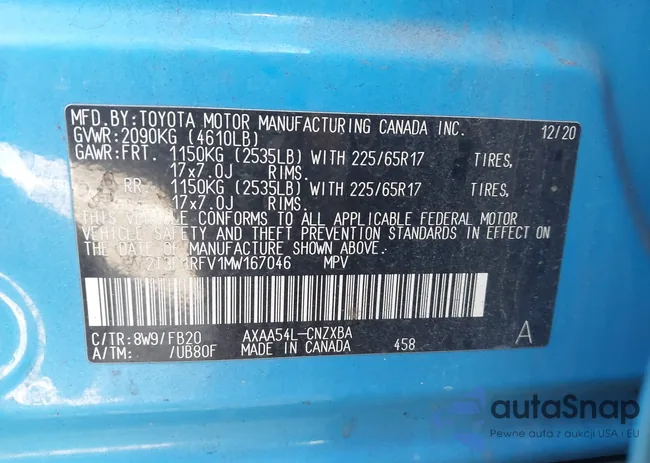 MFD.BY:TOYOTA MOTOR MANUFACTURING CANADA INC. 12/20
GVWR:2090KG (4610LB)
GAWR:FRT. 1150KG (2535LB) WITH 225/65R17 TIRES,
17x7.0J RIMS.
RR. 1150KG (2535LB) WITH 225/65R17 TIRES,
17x7.0J RIMS.
THIS VEHICLE CONFORMS TO ALL APPLICABLE FEDERAL MOTOR
VEHICLE SAFETY AND THEFT PREVENTION STANDARDS IN EFFECT
ON THE DATE OF MANUFACTURE SHOWN ABOVE.
1RFV1MW167046 MPV
C/TR:8W9/FB20 AXAA54L-CNZXBA
A/TM: /UB80F MADE IN CANADA 458 A
autaSnap
Pewne auta z aukcji USA i EU